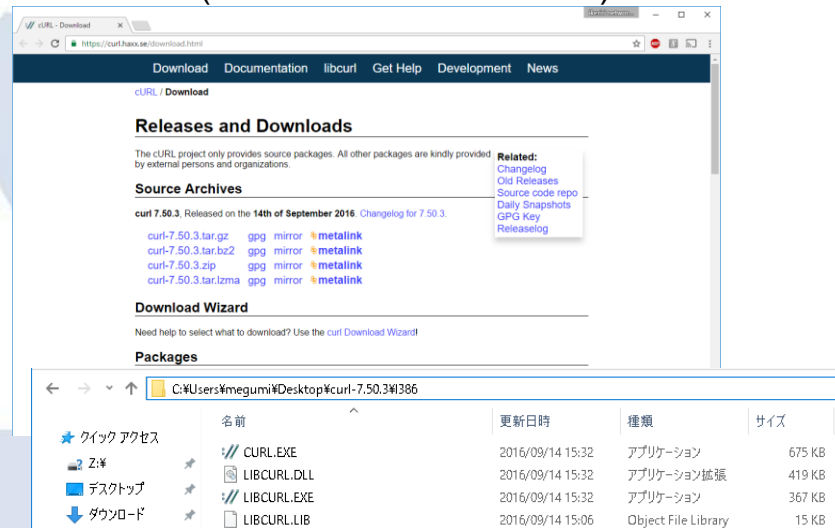 cURL - Download
https://curl.haxx.se/download.html
Download Documentation libcurl Get Help Development News
cURL / Download
Releases and Downloads
The cURL project only provides source packages. All other packages are kindly provided
by external persons and organizations.
Related:
Changelog
Old Releases
Source code repo
Daily Snapshots
GPG Key
Releaselog
Source Archives
curl 7.50.3, Released on the 14th of September 2016. Changelog for 7.50.3.
curl-7.50.3.tar.gz gpg mirror metalink
curl-7.50.3.tar.bz2 gpg mirror metalink
curl-7.50.3.zip gpg mirror metalink
curl-7.50.3.tar.lzma gpg mirror metalink
Download Wizard
Need help to select what to download? Use the curl Download Wizard!
Packages
C:¥Users¥megumi¥Desktop¥curl-7.50.3¥I386
名前 更新日時 種類 サイズ
クイック アクセス
Z:¥
デスクトップ
ダウンロード
CURL.EXE 2016/09/14 15:32 アプリケーション 675 KB
LIBCURL.DLL 2016/09/14 15:32 アプリケーション拡張 419 KB
LIBCURL.EXE 2016/09/14 15:32 アプリケーション 367 KB
LIBCURL.LIB 2016/09/14 15:06 Object File Library 15 KB